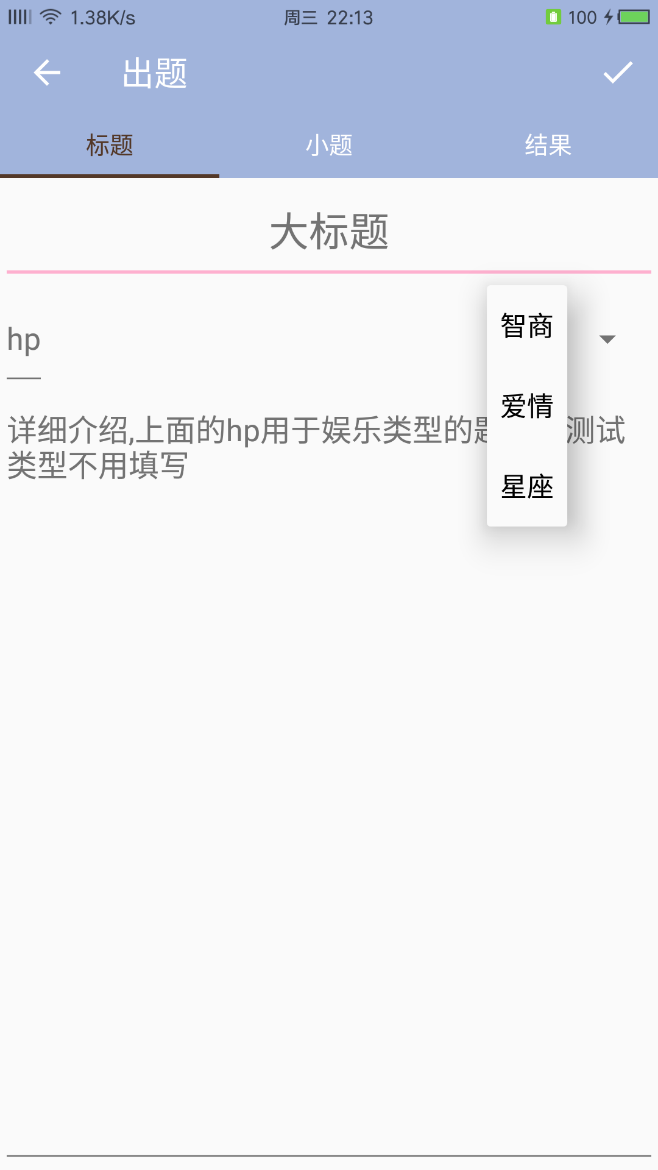 1.38K/s 周三 22:13 100
出题
标题 小题 结果
大标题
智商
hp
爱情
详细介绍,上面的hp用于娱乐类型的 测试
类型不用填写
星座